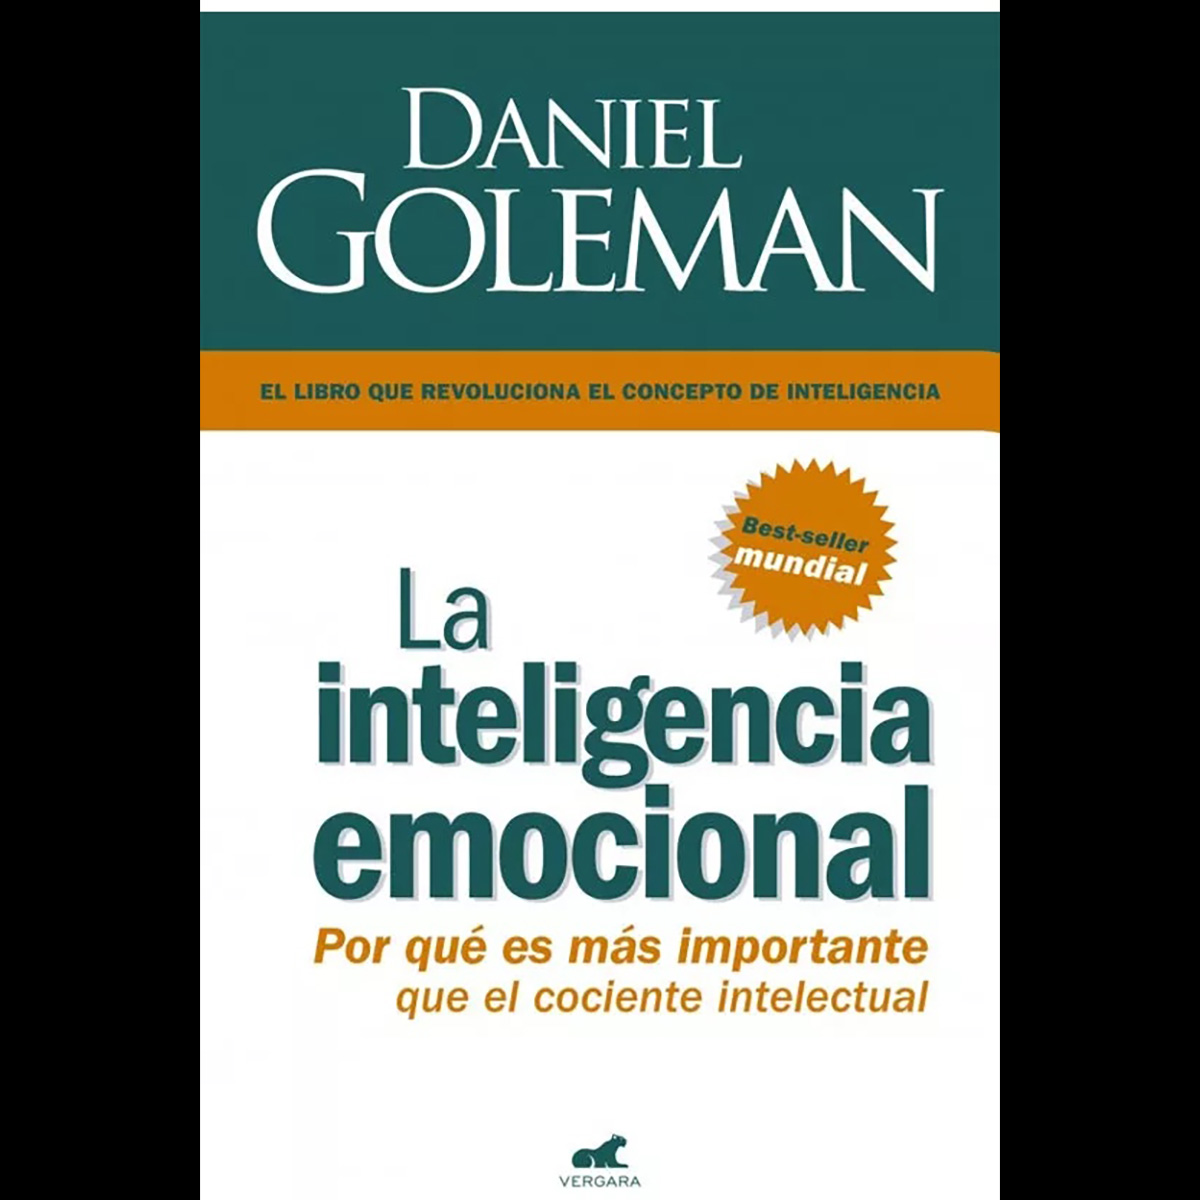 DANIEL
GOLEMAN
EL LIBRO QUE REVOLUCIONA EL CONCEPTO DE INTELIGENCIA
Best-seller
mundial
La
inteligencia
emocional
Por qué es más importante
que el cociente intelectual
VERGARA